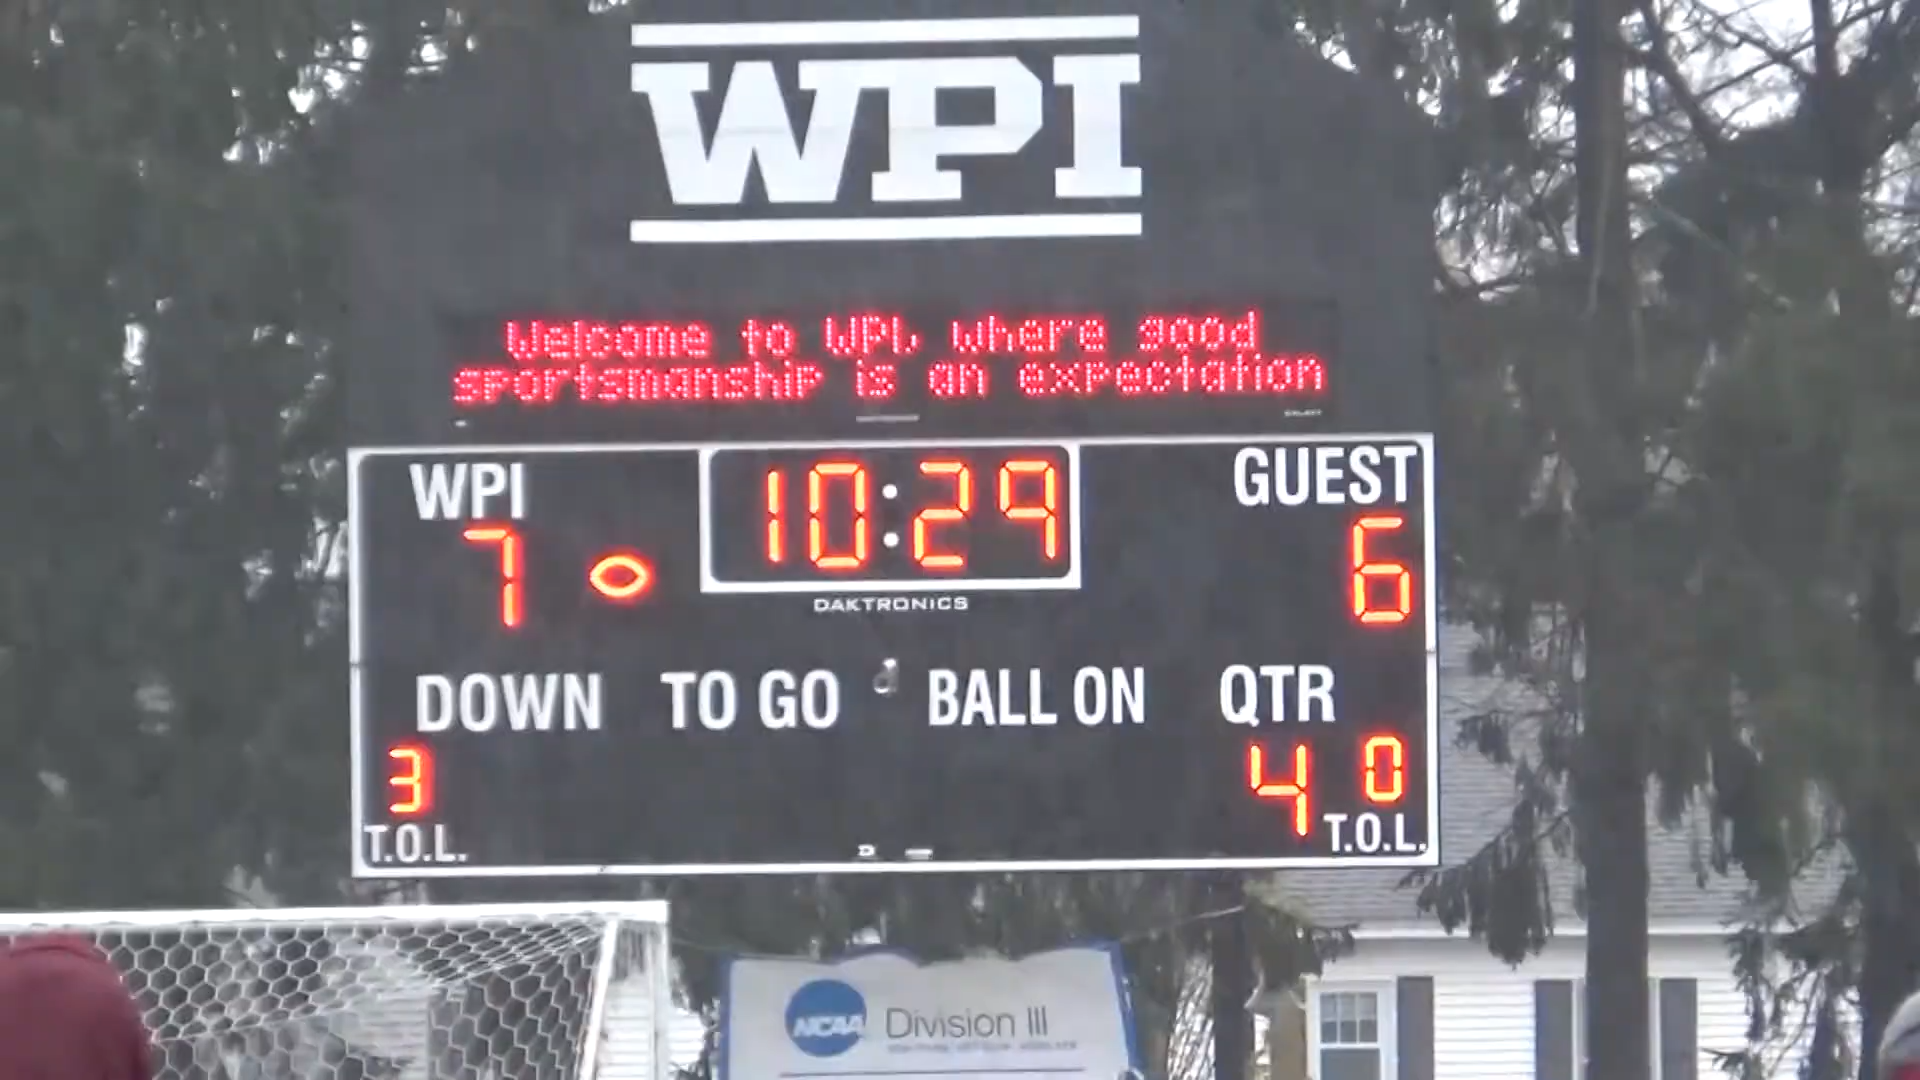 WPI
Welcome to WPI, where good
sportsmanship is an expectation
WPI 10:29 GUEST
7 6
DAKTRONICS
DOWN TO GO BALL ON QTR
3 4 0
T.O.L. T.O.L.
NCAA Division III